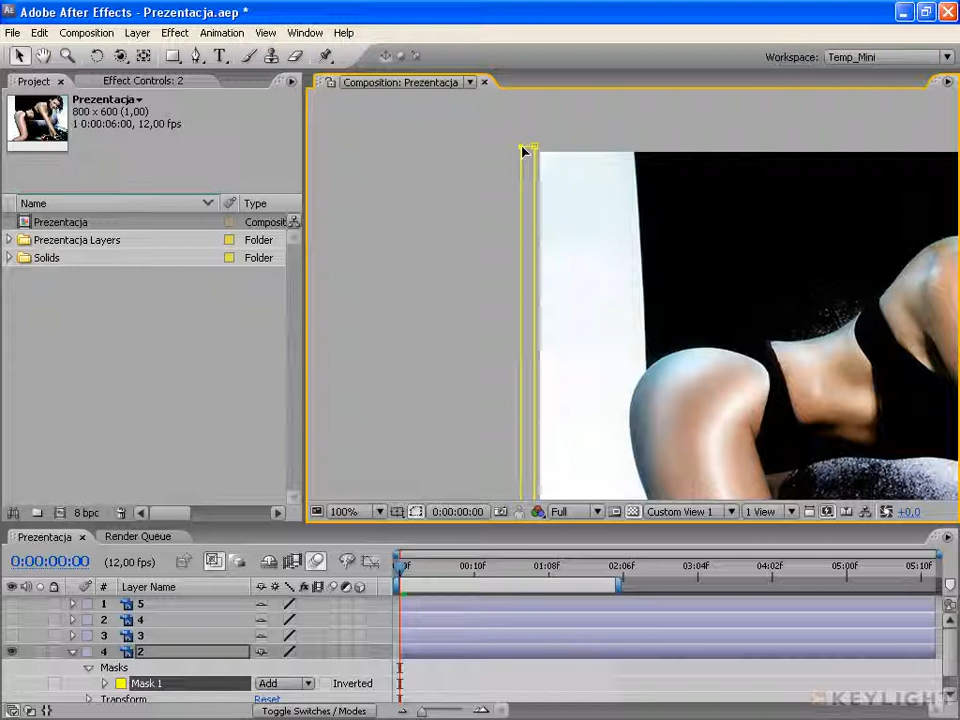 Adobe After Effects - Prezentacja.aep *
File Edit Composition Layer Effect Animation View Window Help
Workspace: Temp_Mini
Project Effect Controls: 2
Composition: Prezentacja
Prezentacja
800 x 600 (1,00)
1 0:00:06:00, 12,00 fps
Name Type
Prezentacja Composit
Prezentacja Layers Folder
Solids Folder
8 bpc
100% 0:00:00:00 Full Custom View 1 1 View +0,0
Prezentacja Render Queue
0:00:00:00 (12,00 fps)
00:10f 01:08f 02:06f 03:04f 04:02f 05:00f 05:10f
# Layer Name
1 5
2 4
3 3
4 2
Masks
Mask 1 Add Inverted
Transform Reset
Toggle Switches / Modes
KEYLIGHT